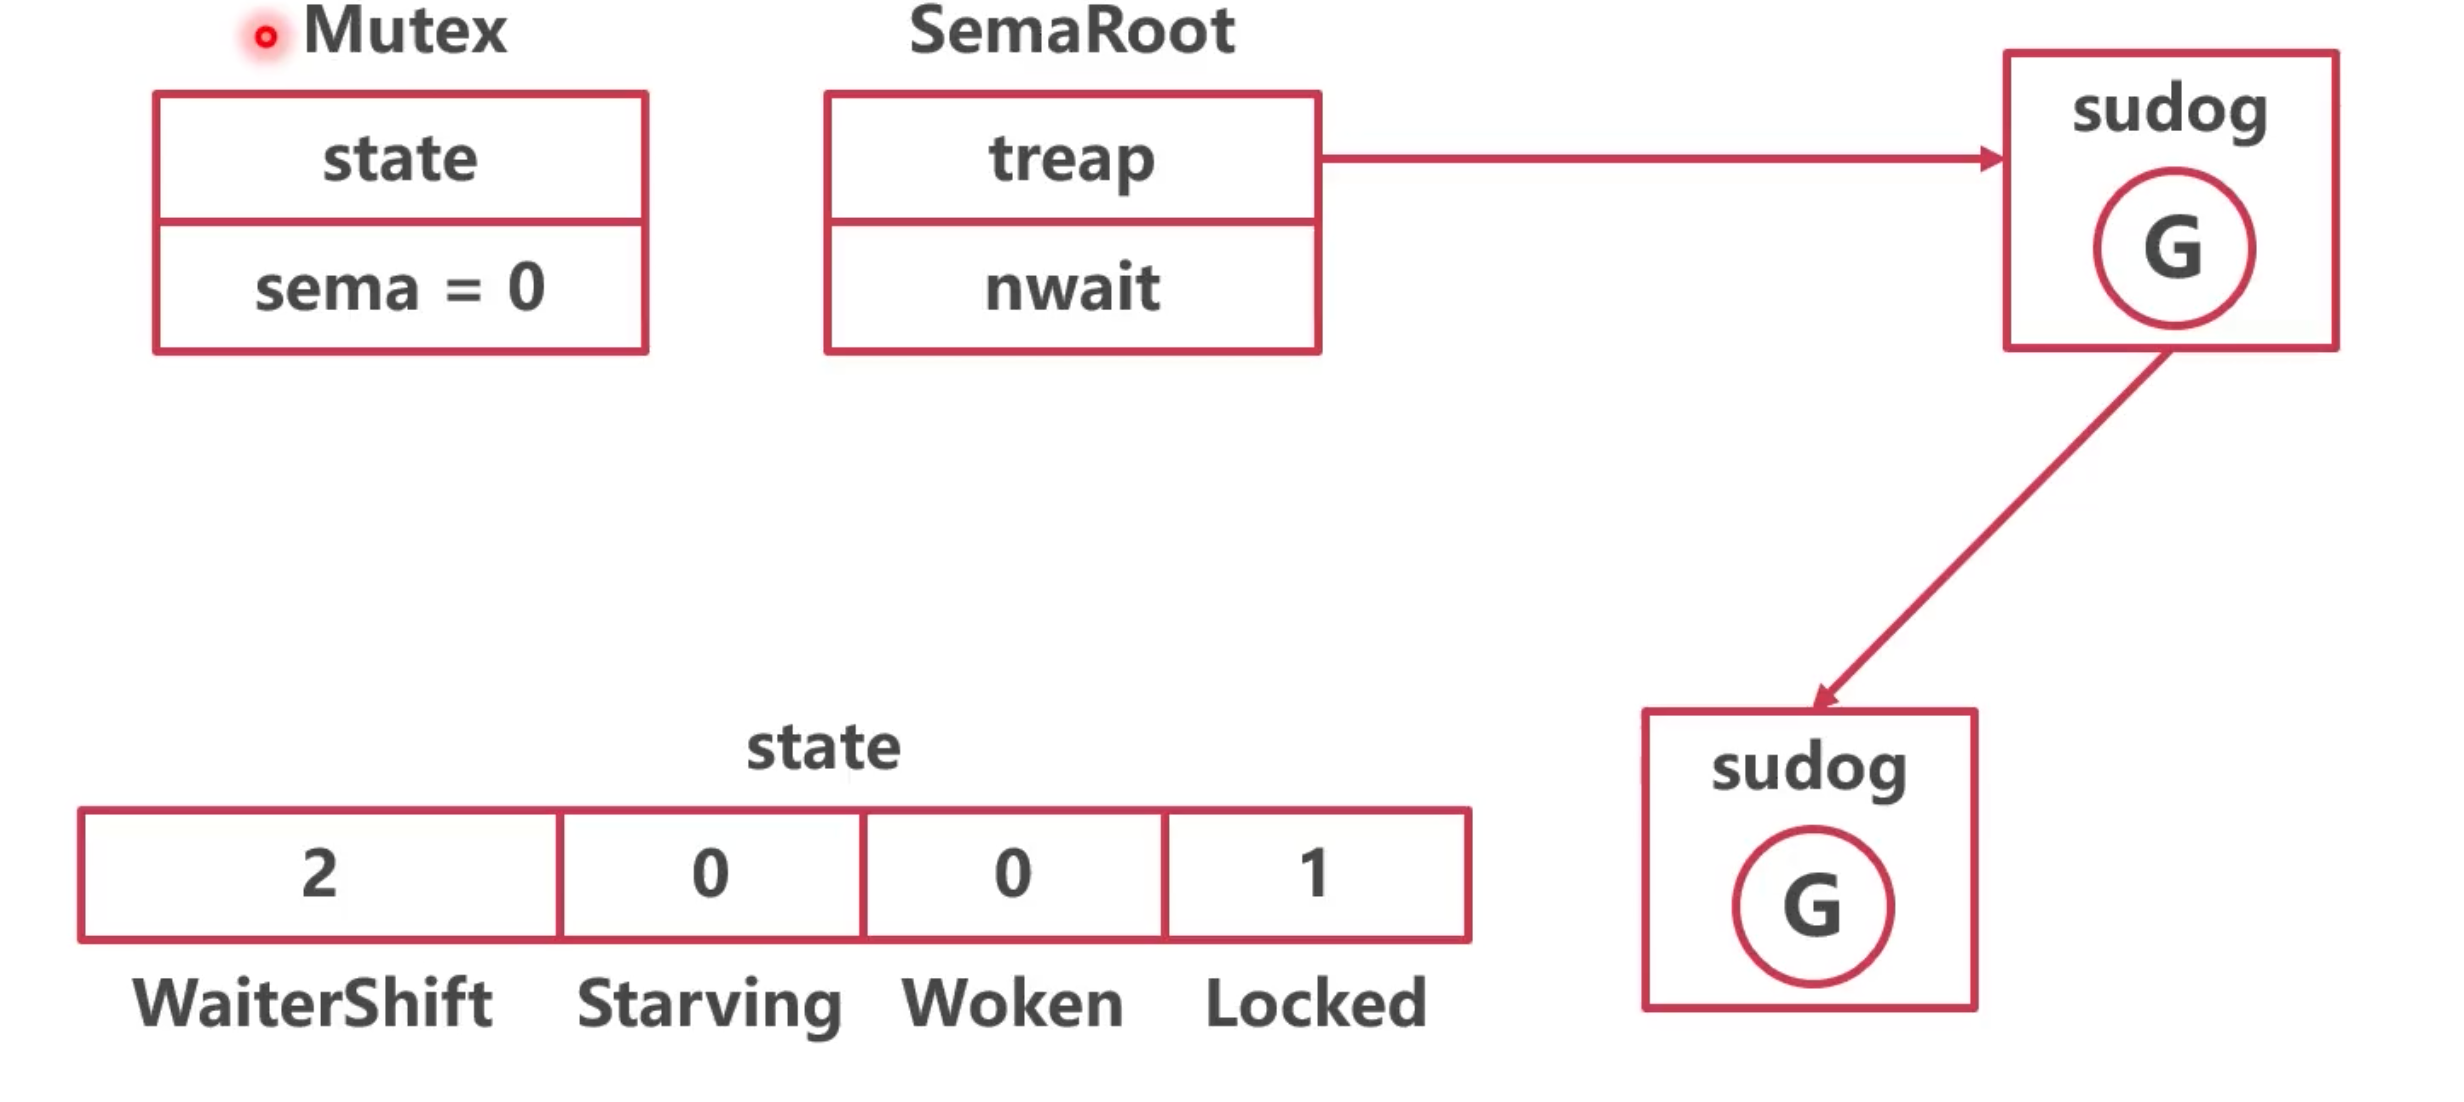 Mutex
state
sema = 0
SemaRoot
treap
nwait
sudog
G
sudog
G
state
2
0
0
1
WaiterShift
Starving
Woken
Locked